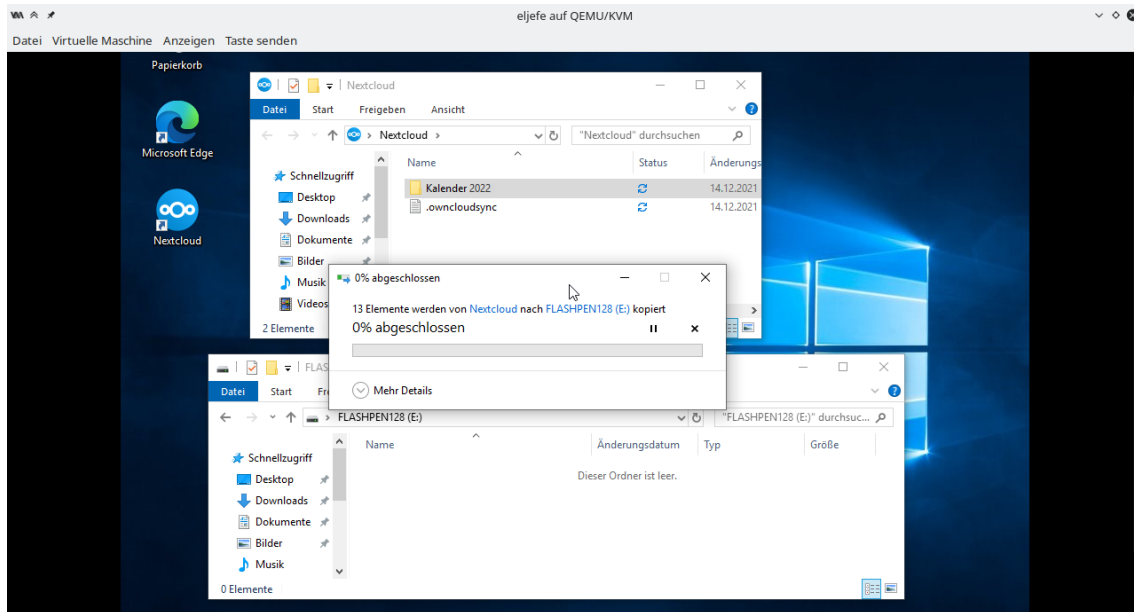 eljefe auf QEMU/KVM
Datei Virtuelle Maschine Anzeigen Taste senden
Papierkorb
Microsoft Edge
Nextcloud
Nextcloud
Datei Start Freigeben Ansicht
Nextcloud
"Nextcloud" durchsuchen
Name Status Änderungs
Schnellzugriff
Desktop
Downloads
Dokumente
Bilder
Musik
Videos
Kalender 2022 14.12.2021
.owncloudsync 14.12.2021
2 Elemente
0% abgeschlossen
13 Elemente werden von Nextcloud nach FLASHPEN128 (E:) kopiert
0% abgeschlossen
Mehr Details
FLAS
Datei Start Fre
FLASHPEN128 (E:)
"FLASHPEN128 (E:)" durchsuc...
Name Änderungsdatum Typ Größe
Schnellzugriff
Desktop
Downloads
Dokumente
Bilder
Musik
Dieser Ordner ist leer.
0 Elemente